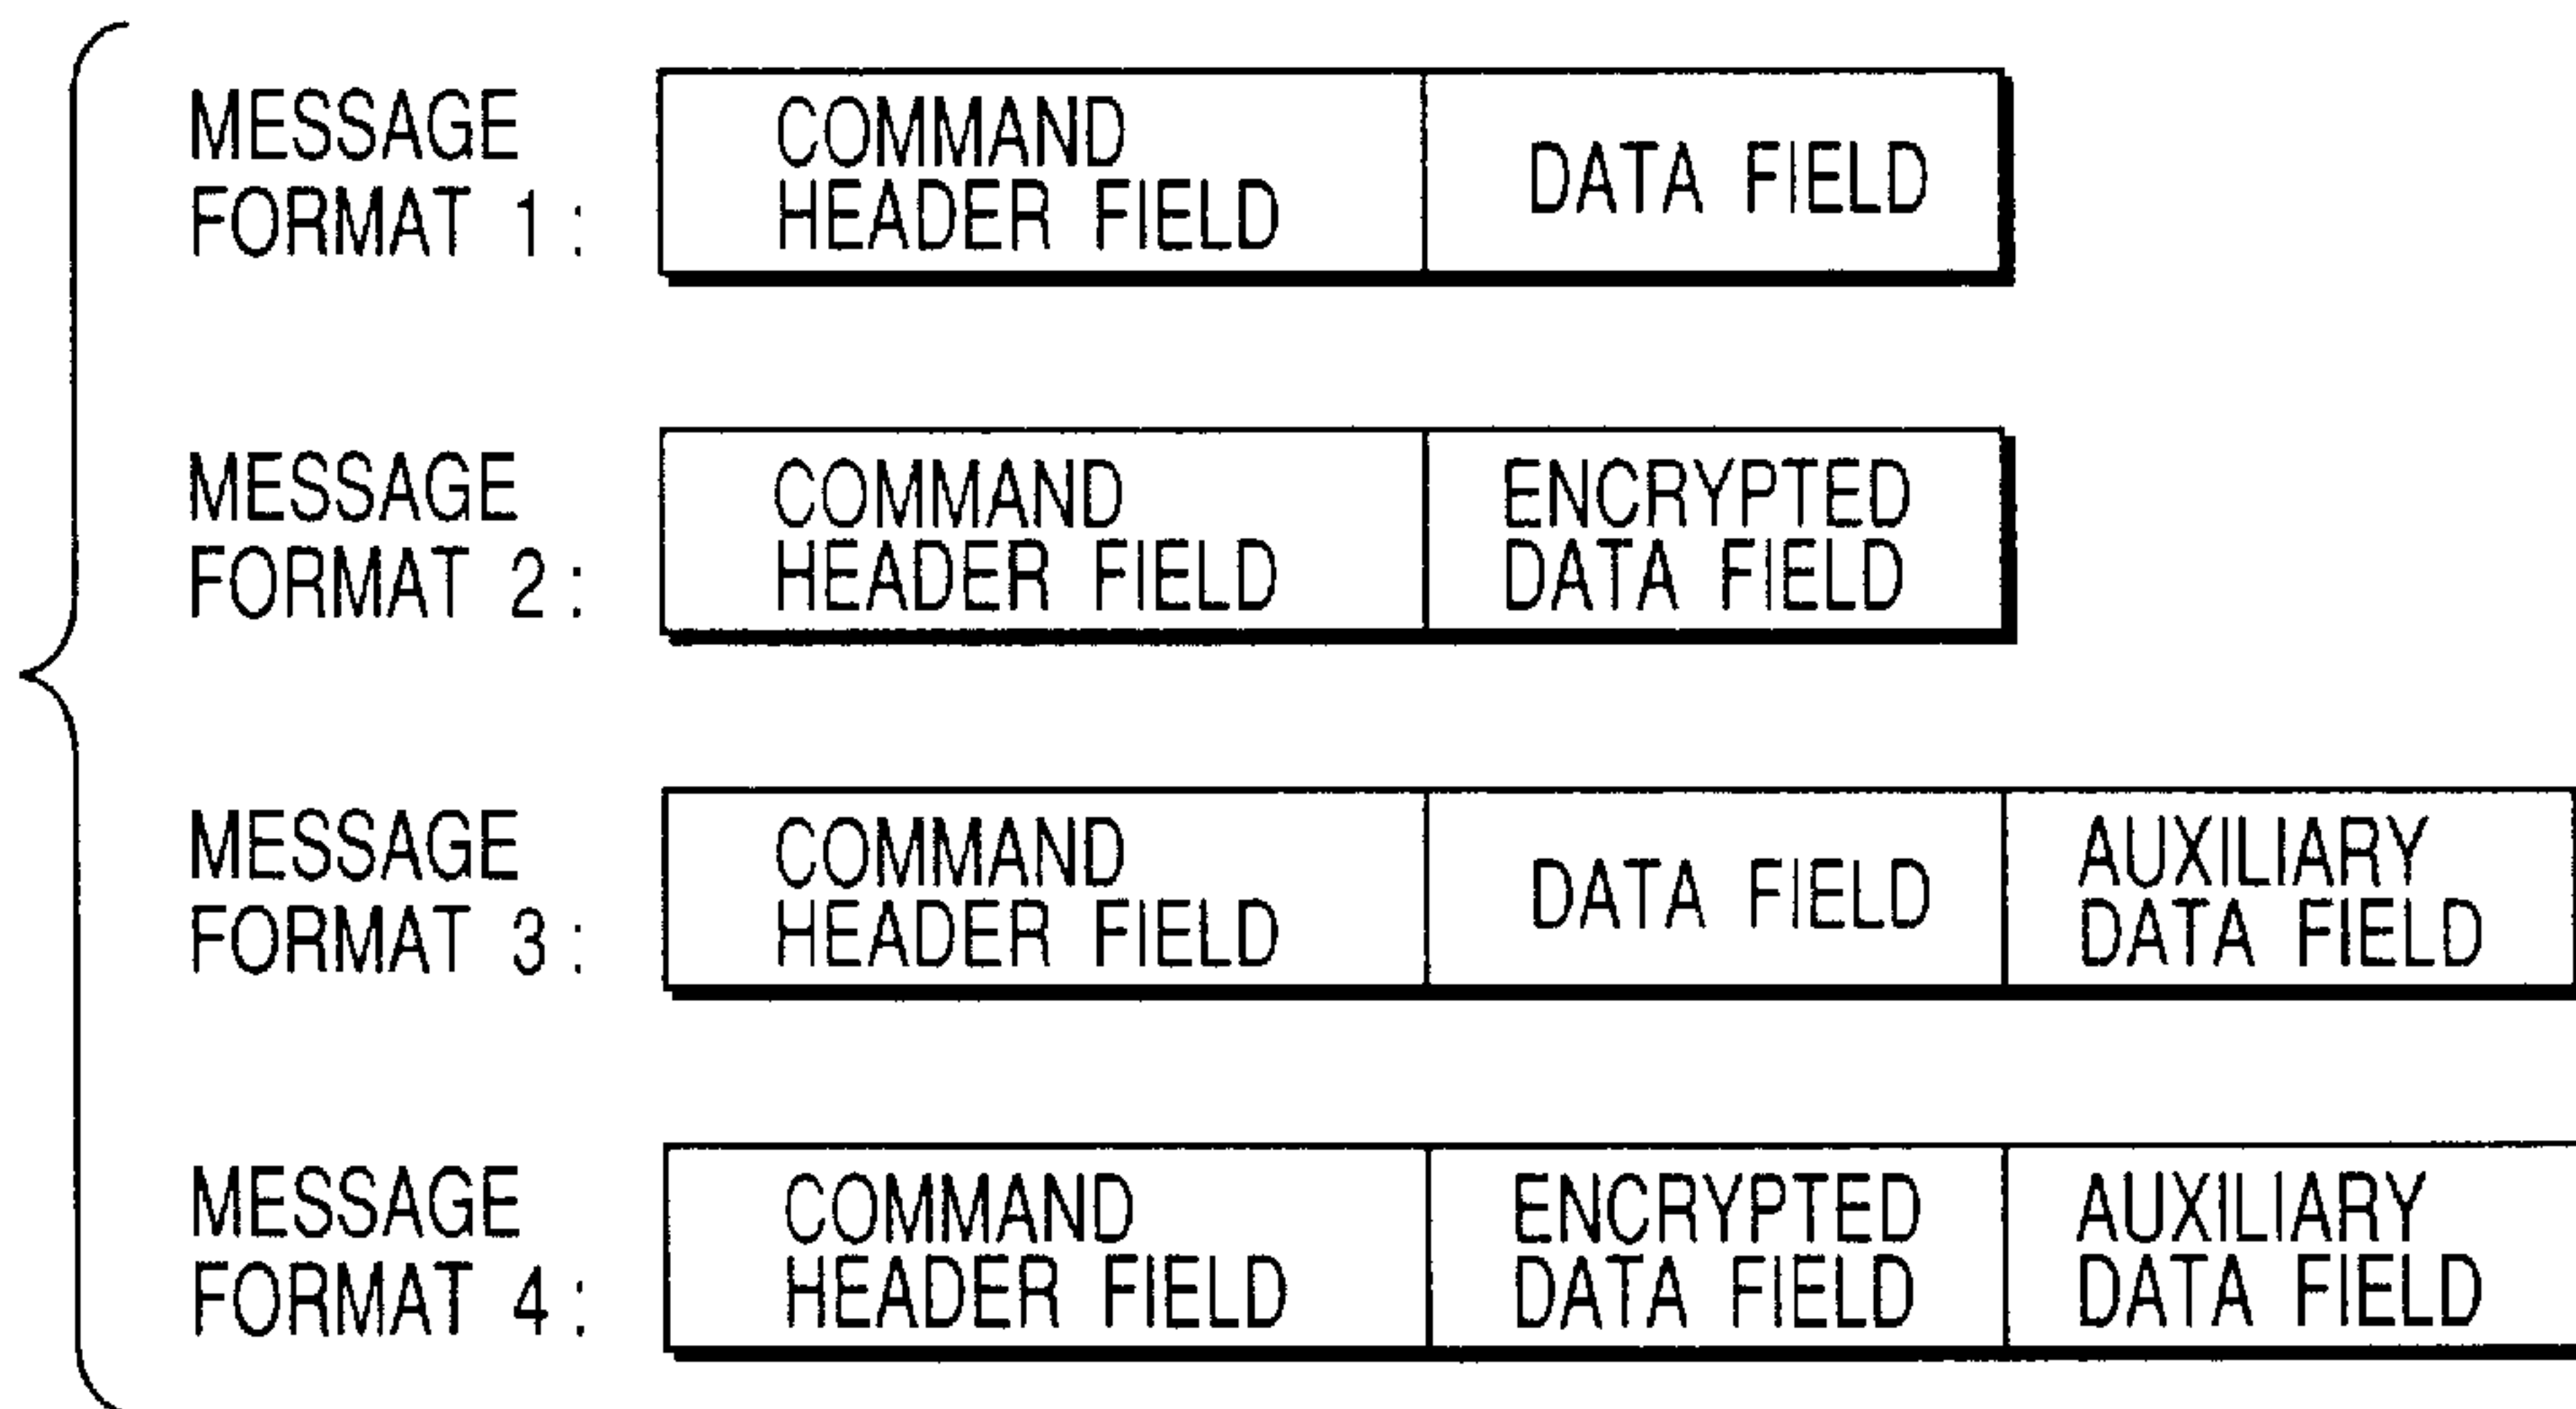 MESSAGE
FORMAT 1 :
COMMAND
HEADER FIELD
DATA FIELD
MESSAGE
FORMAT 2 :
COMMAND
HEADER FIELD
ENCRYPTED
DATA FIELD
MESSAGE
FORMAT 3 :
COMMAND
HEADER FIELD
DATA FIELD
AUXILIARY
DATA FIELD
MESSAGE
FORMAT 4 :
COMMAND
HEADER FIELD
ENCRYPTED
DATA FIELD
AUXILIARY
DATA FIELD